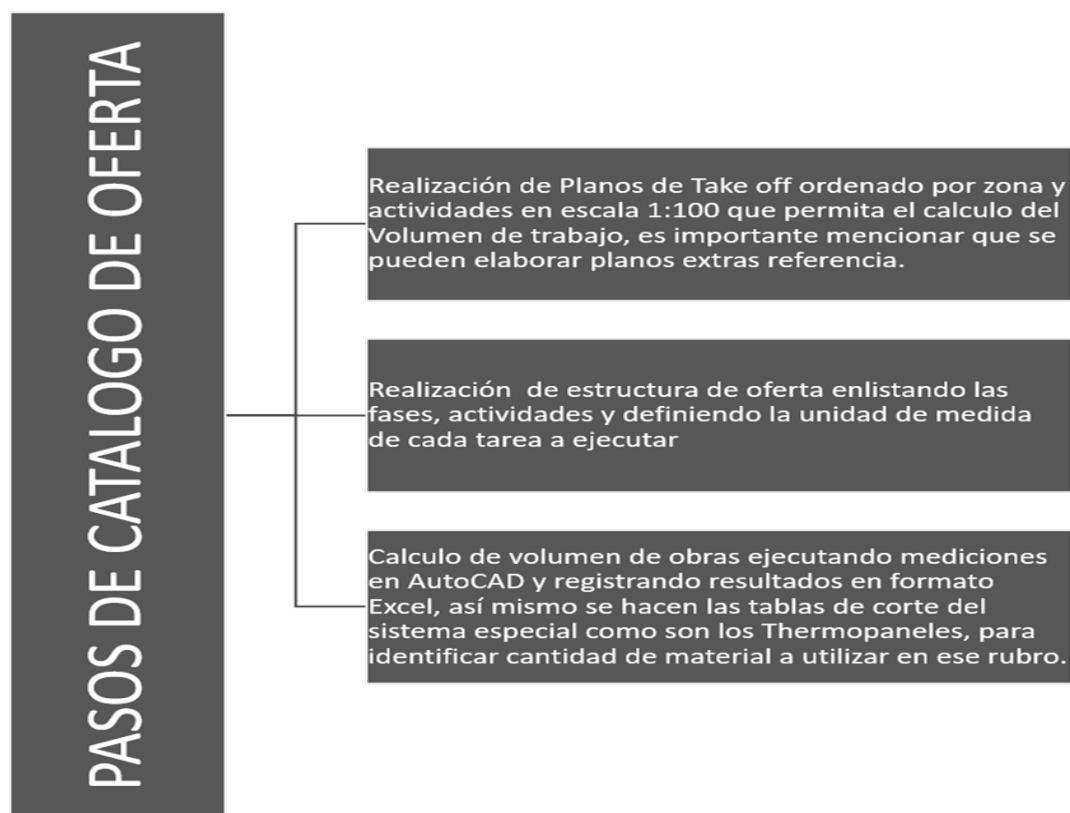 PASOS DE CATALOGO DE OFERTA
Realización de Planos de Take off ordenado por zona y
actividades en escala 1:100 que permita el calculo del
Volumen de trabajo, es importante mencionar que se
pueden elaborar planos extras referencia.
Realización de estructura de oferta enlistando las
fases, actividades y definiendo la unidad de medida
de cada tarea a ejecutar
Calculo de volumen de obras ejecutando mediciones
en AutoCAD y registrando resultados en formato
Excel, así mismo se hacen las tablas de corte del
sistema especial como son los Thermopaneles, para
identificar cantidad de material a utilizar en ese rubro.